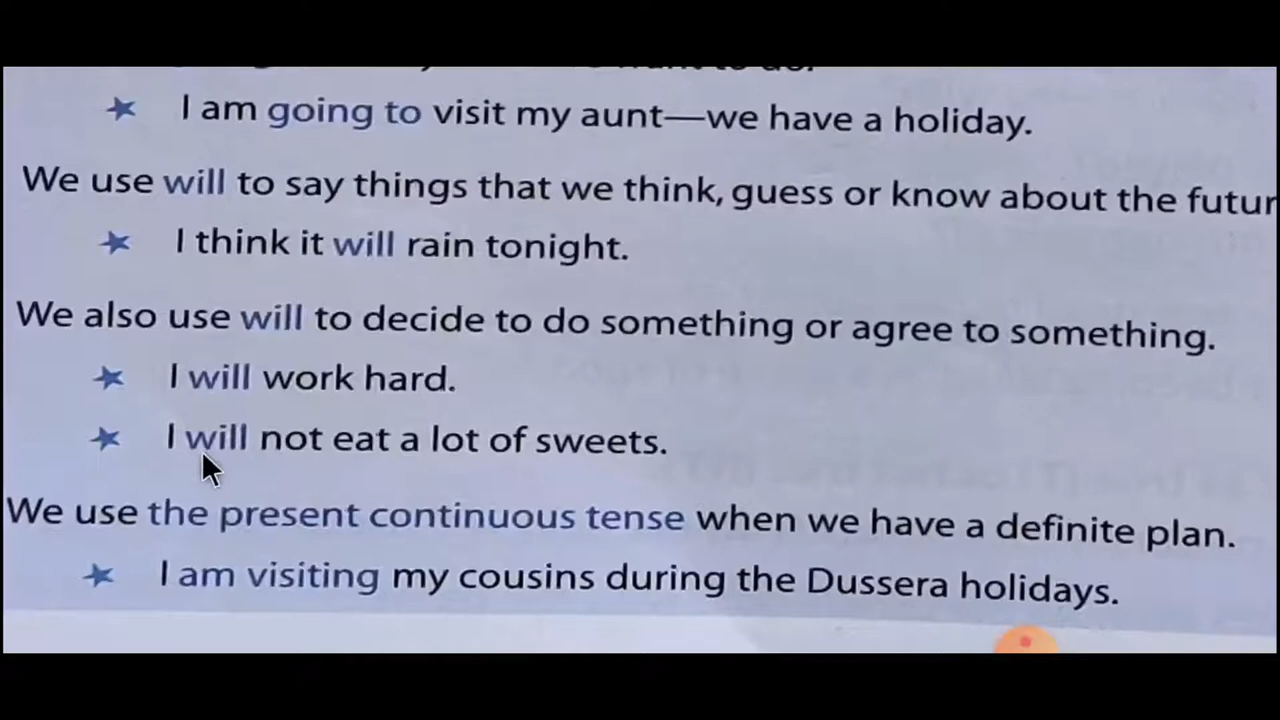 I am going to visit my aunt—we have a holiday.
We use will to say things that we think, guess or know about the futur
I think it will rain tonight.
We also use will to decide to do something or agree to something.
I will work hard.
I will not eat a lot of sweets.
We use the present continuous tense when we have a definite plan.
I am visiting my cousins during the Dussera holidays.